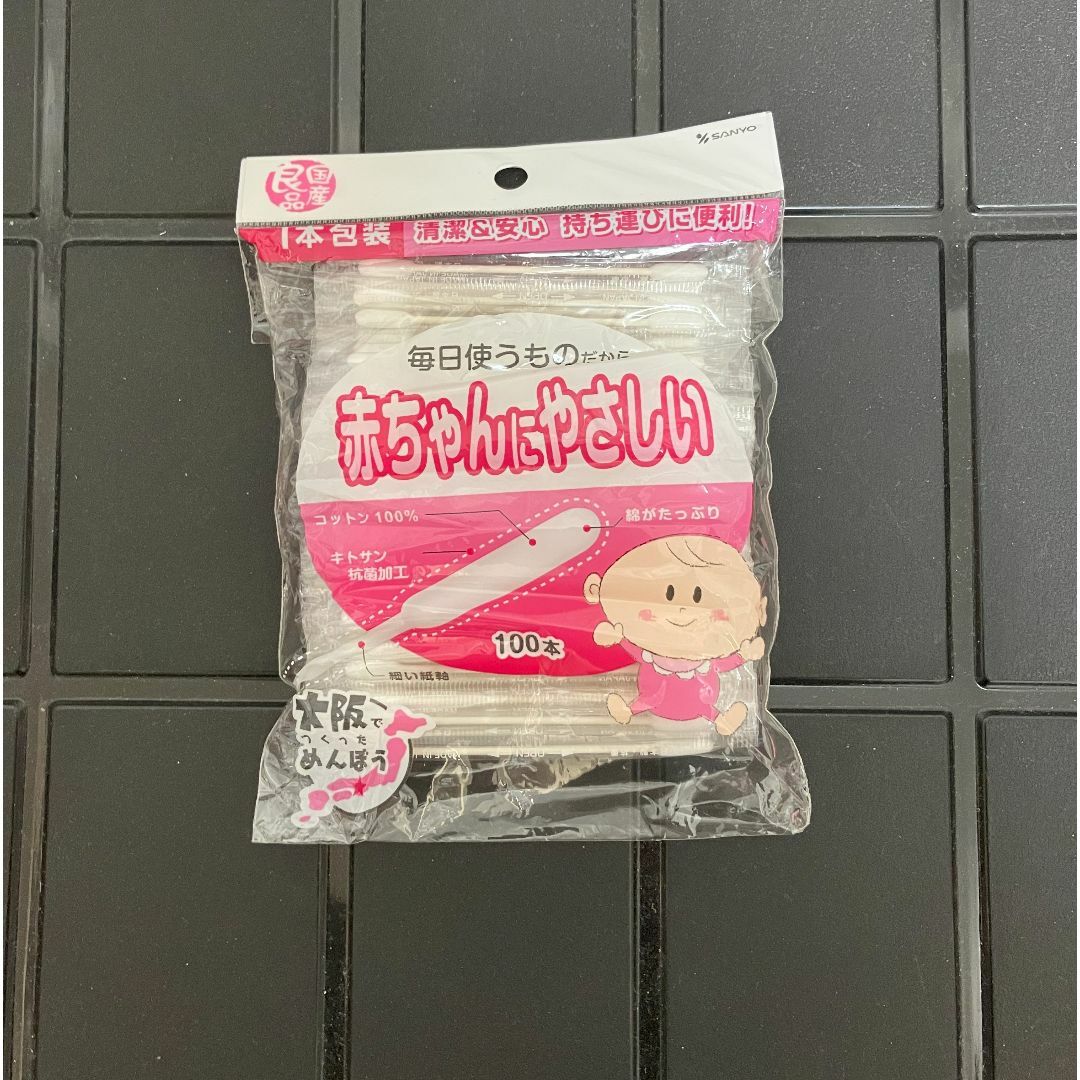 SANYO
国産
良品
1本包装 清潔&安心 持ち運びに便利!
毎日使うものだから
赤ちゃんにやさしい
コットン100%
綿がたっぷり
キトサン
抗菌加工
100本
細い紙軸
大阪で
つくった
めんぼう
OPEN